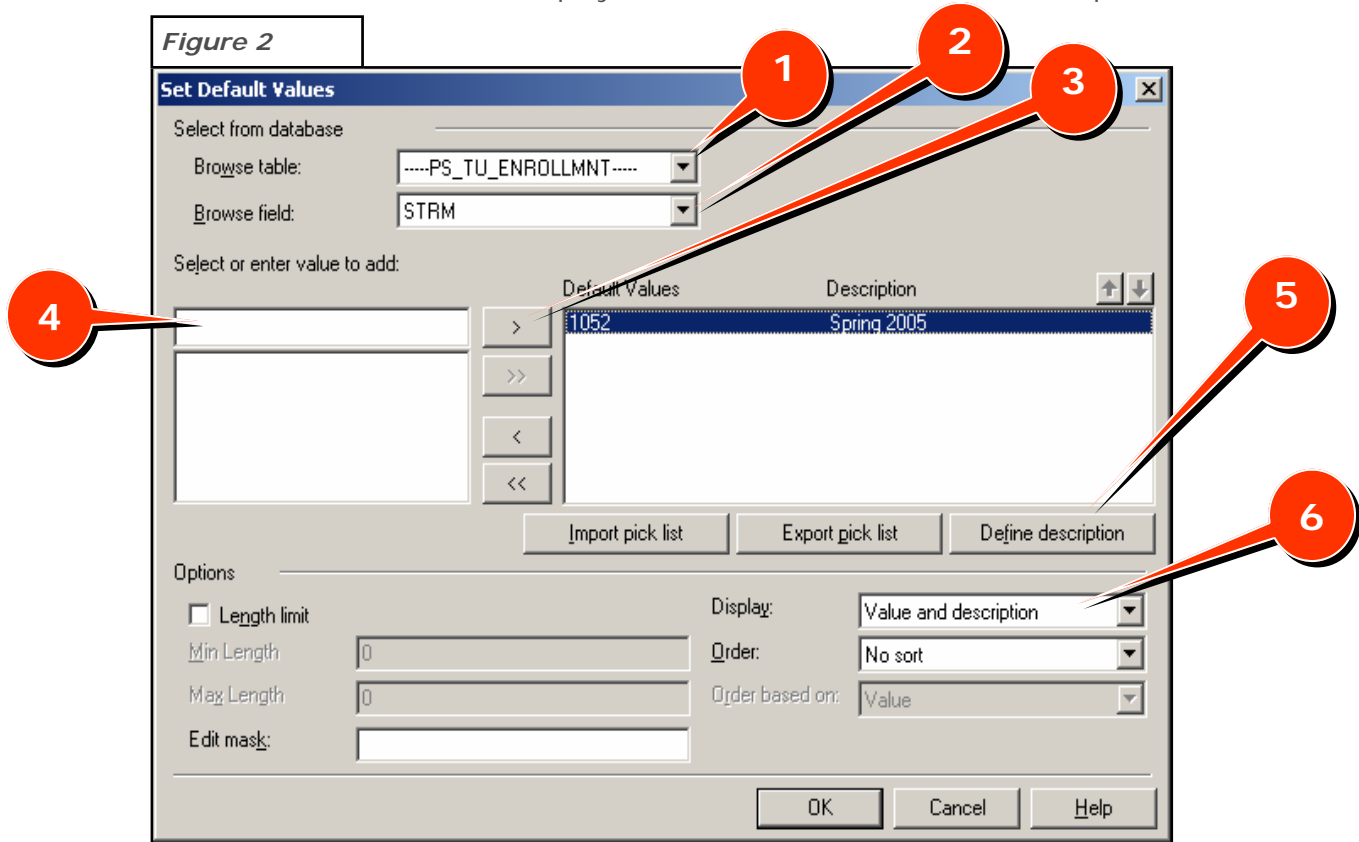 Figure 2
1
2
3
Set Default Values
Select from database
Browse table:
-----PS_TU_ENROLLMNT-----
Browse field:
STRM
Select or enter value to add:
Default Values Description
4
5
>
1052 Spring 2005
>>
<
<<
6
Import pick list Export pick list Define description
Options
Length limit
Display: Value and description
Min Length 0
Order: No sort
Max Length 0
Order based on: Value
Edit mask:
OK Cancel Help